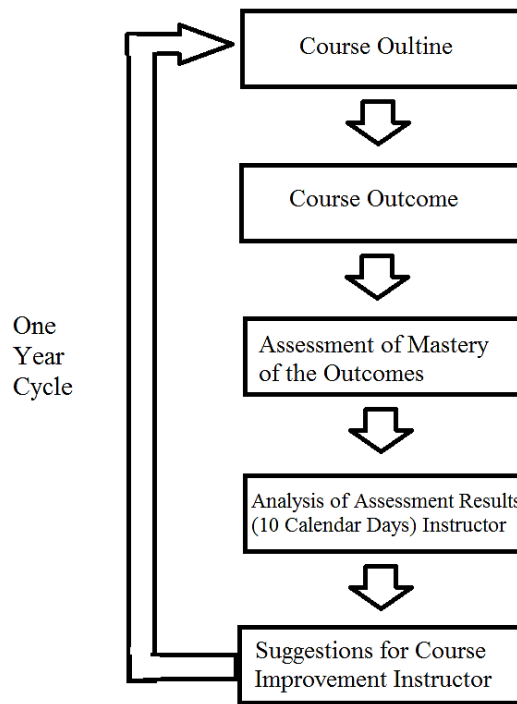 Course Oultine
Course Outcome
One
Year
Cycle
Assessment of Mastery
of the Outcomes
Analysis of Assessment Results
(10 Calendar Days) Instructor
Suggestions for Course
Improvement Instructor